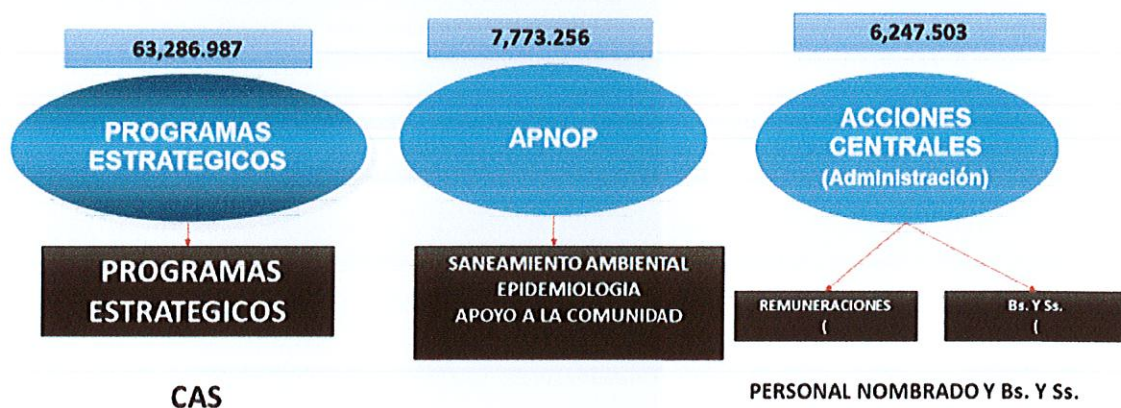 63,286.987
PROGRAMAS
ESTRATEGICOS
PROGRAMAS
ESTRATEGICOS
CAS
7,773.256
APNOP
SANEAMIENTO AMBIENTAL
EPIDEMIOLOGIA
APOYO A LA COMUNIDAD
6,247.503
ACCIONES
CENTRALES
(Administración)
REMUNERACIONES
(
Bs. Y Ss.
(
PERSONAL NOMBRADO Y Bs. Y Ss.